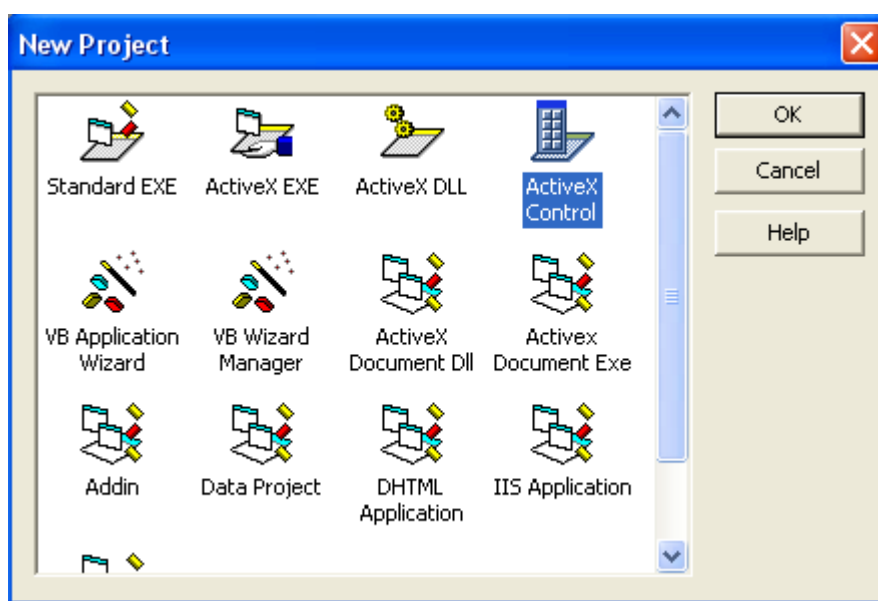 New Project
Standard EXE
ActiveX EXE
ActiveX DLL
ActiveX
Control
VB Application
Wizard
VB Wizard
Manager
ActiveX
Document Dll
Activex
Document Exe
Addin
Data Project
DHTML
Application
IIS Application
OK
Cancel
Help